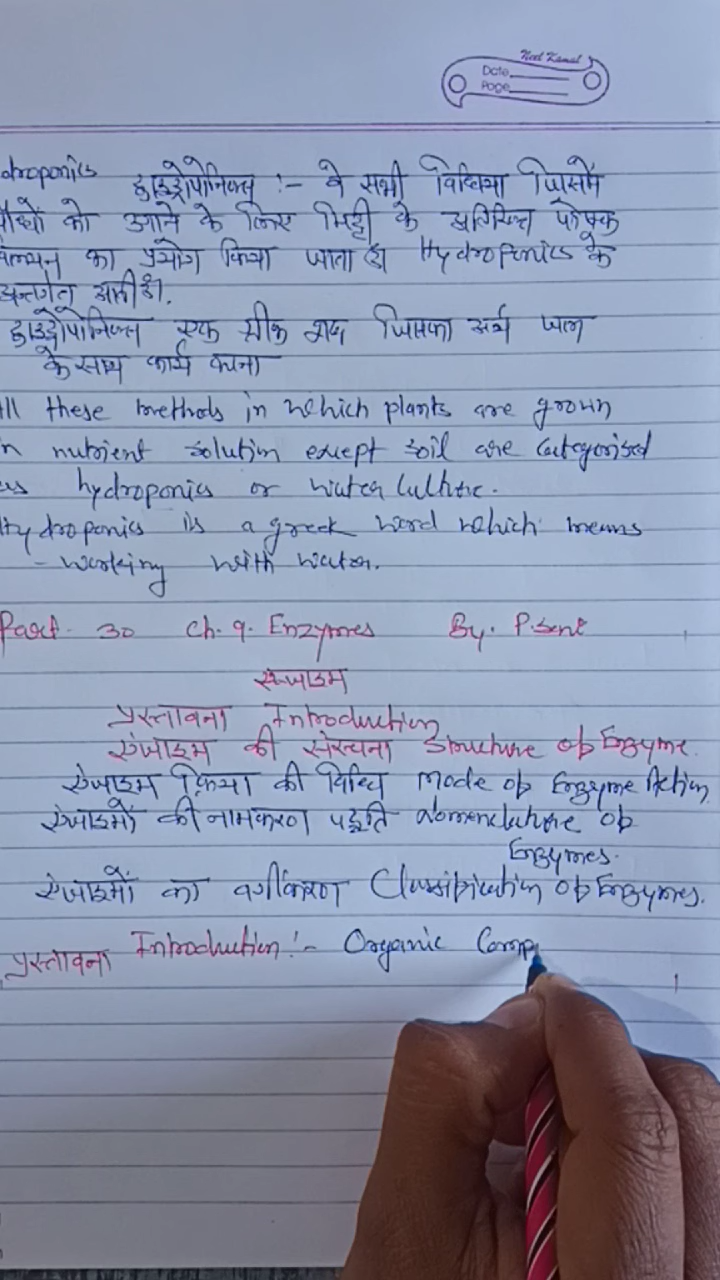 Neel Kamal
Date
Page
droponics हाइड्रोपोनिक्स :- वे सभी विधिया जिसमें
पौधों को उगाने के लिए मिट्टी के अतिरिक्त पोषक
का प्रयोग किया जाता है। Hydroponics के
अन्तर्गत आती है।
हाइड्रोपोनिक्स एक ग्रीक शब्द जिसका अर्थ जल
के साथ कार्य करना
All these methods in which plants are grown
in nutrient solution except soil are Categorised
as hydroponics or water Culture.
Hydroponics is a greek word which means
- working with water.
Part- 30 Ch. 9. Enzymes By. P.Soni
एंजाइम
प्रस्तावना Introduction
एंजाइम की संरचना Structure of Enzyme.
एंजाइम क्रिया की विधि Mode of Enzyme Action
एंजाइमों की नामकरण पद्धति Nomenclature of
Enzymes.
एंजाइमों का वर्गीकरण Classification of Enzymes.
प्रस्तावना Introduction :- Organic Comp